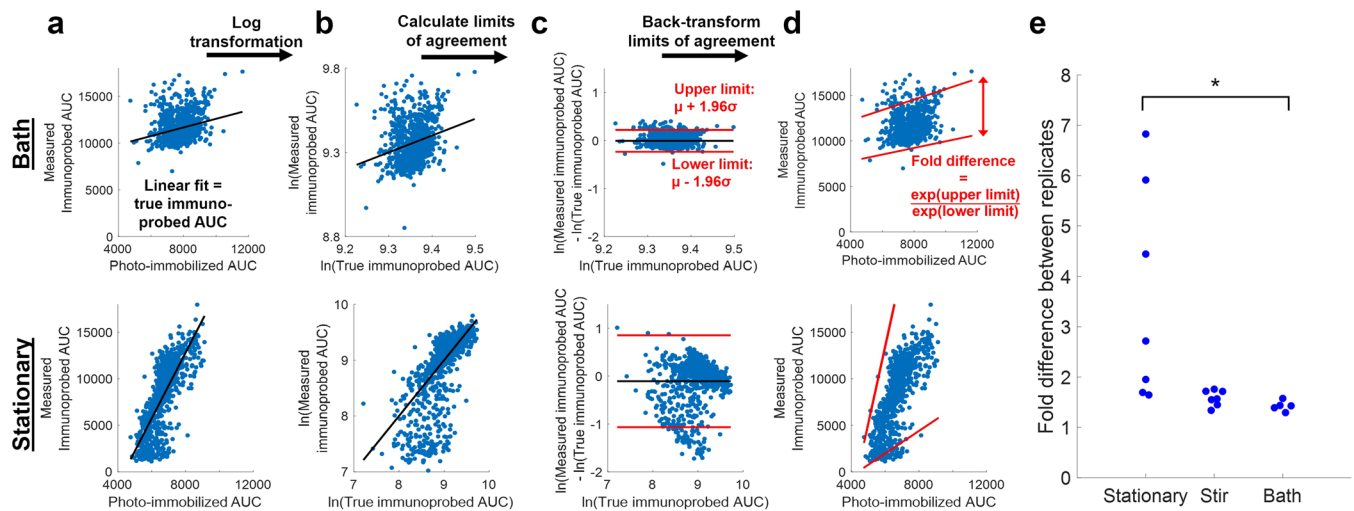 a
Log
transformation
b
Calculate limits
of agreement
c
Back-transform
limits of agreement
d
e
Bath
Measured
Immunoprobed AUC
15000
10000
5000
0
4000
8000
12000
Photo-immobilized AUC
Linear fit =
true immuno-
probed AUC
ln(Measured
immunoprobed AUC)
9.8
9.3
8.8
9.2
9.3
9.4
9.5
ln(True immunoprobed AUC)
ln(Measured immunoprobed AUC)
- ln(True immunoprobed AUC)
2
1
0
-1
-2
9.2
9.3
9.4
9.5
ln(True immunoprobed AUC)
Upper limit:
μ + 1.96σ
Lower limit:
μ - 1.96σ
Measured
Immunoprobed AUC
15000
10000
5000
0
4000
8000
12000
Photo-immobilized AUC
Fold difference
=
exp(upper limit)
exp(lower limit)
Stationary
Measured
Immunoprobed AUC
15000
10000
5000
0
4000
8000
12000
Photo-immobilized AUC
ln(Measured
immunoprobed AUC)
10
9
8
7
7
8
9
10
ln(True immunoprobed AUC)
ln(Measured immunoprobed AUC
- ln(True immunoprobed AUC)
2
1
0
-1
-2
7
8
9
10
ln(True immunoprobed AUC)
Measured
Immunoprobed AUC
15000
10000
5000
0
4000
8000
12000
Photo-immobilized AUC
Fold difference between replicates
8
7
6
5
4
3
2
1
0
*
Stationary
Stir
Bath